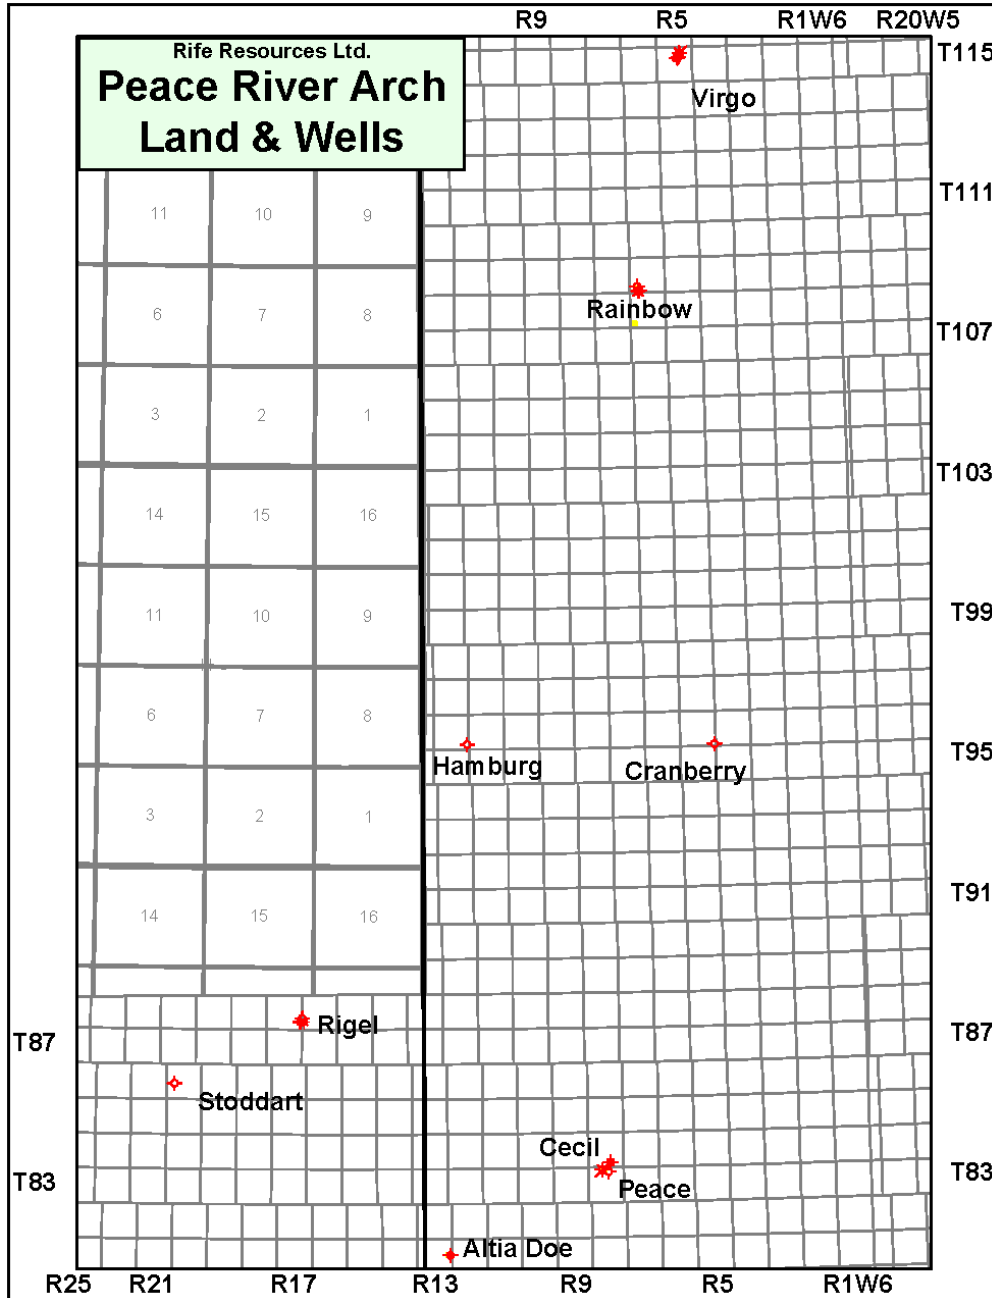 R9 R5 R1W6 R20W5
Rife Resources Ltd.
Peace River Arch
Land & Wells
T115
Virgo
T111
11 10 9
6 7 8
Rainbow
T107
3 2 1
T103
14 15 16
11 10 9
T99
6 7 8
T95
Hamburg
Cranberry
3 2 1
T91
14 15 16
Rigel
T87
T87
Stoddart
Cecil
T83
T83
Peace
Altia Doe
R25 R21 R17 R13 R9 R5 R1W6